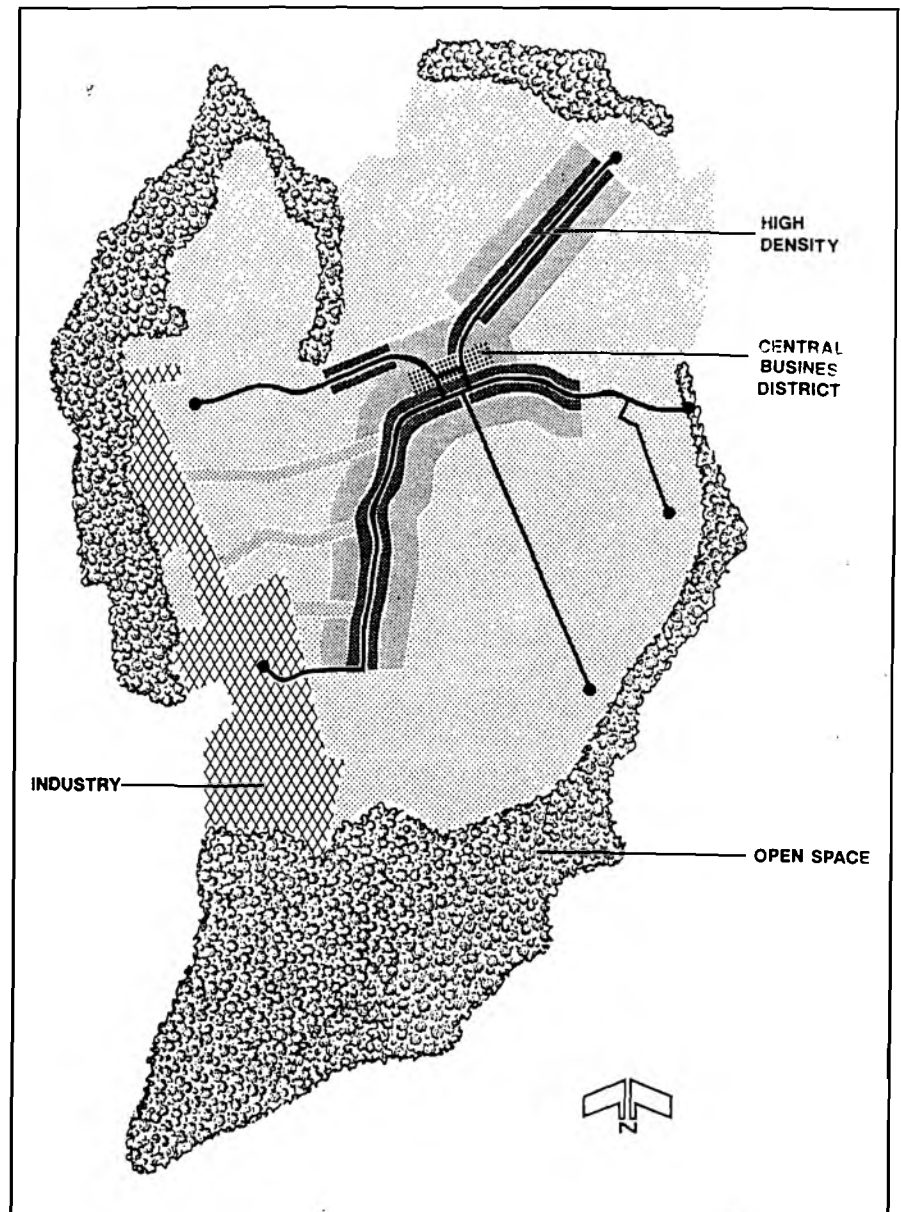 HIGH
DENSITY
CENTRAL
BUSINES
DISTRICT
INDUSTRY
OPEN SPACE
N